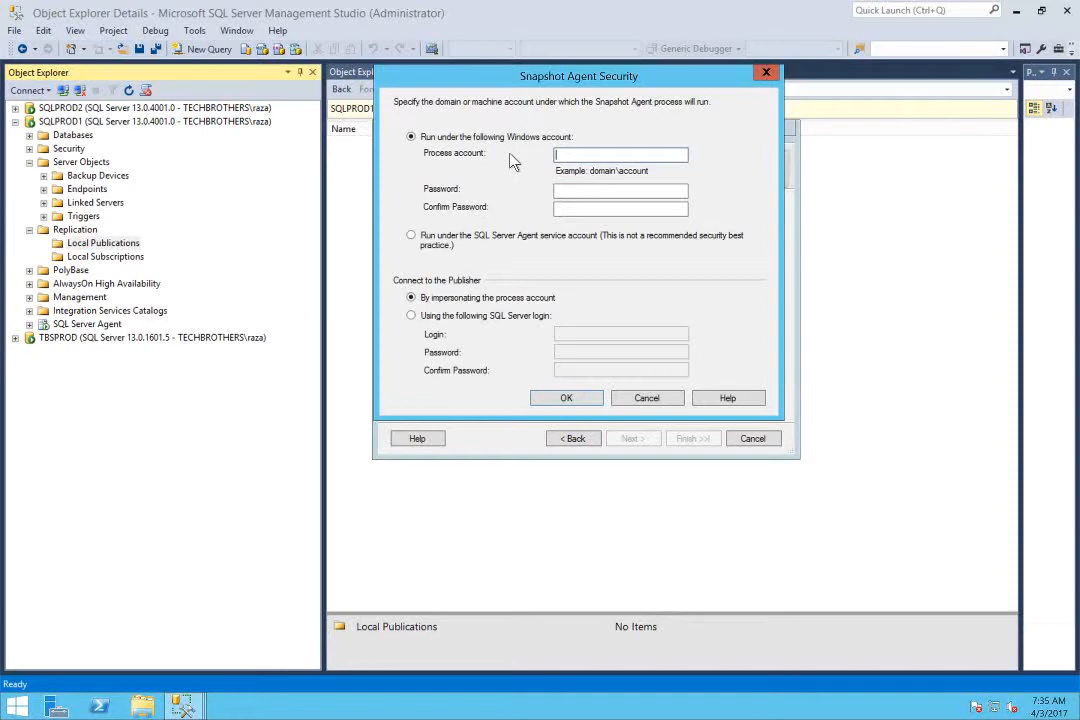 Object Explorer Details - Microsoft SQL Server Management Studio (Administrator)
Quick Launch (Ctrl+Q)
File Edit View Project Debug Tools Window Help
New Query
Generic Debugger
Object Explorer
Connect
SQLPROD2 (SQL Server 13.0.4001.0 - TECHBROTHERS\raza)
SQLPROD1 (SQL Server 13.0.4001.0 - TECHBROTHERS\raza)
Databases
Security
Server Objects
Backup Devices
Endpoints
Linked Servers
Triggers
Replication
Local Publications
Local Subscriptions
PolyBase
AlwaysOn High Availability
Management
Integration Services Catalogs
SQL Server Agent
TBSPROD (SQL Server 13.0.1601.5 - TECHBROTHERS\raza)
Object Expl
Back
SQLPROD1
Name
P..
Snapshot Agent Security
Specify the domain or machine account under which the Snapshot Agent process will run.
Run under the following Windows account:
Process account:
Example: domain\account
Password:
Confirm Password:
Run under the SQL Server Agent service account (This is not a recommended security best
practice.)
Connect to the Publisher
By impersonating the process account
Using the following SQL Server login:
Login:
Password:
Confirm Password:
OK Cancel Help
Help < Back Next > Finish >>| Cancel
Local Publications
No Items
Ready
7:35 AM
4/3/2017